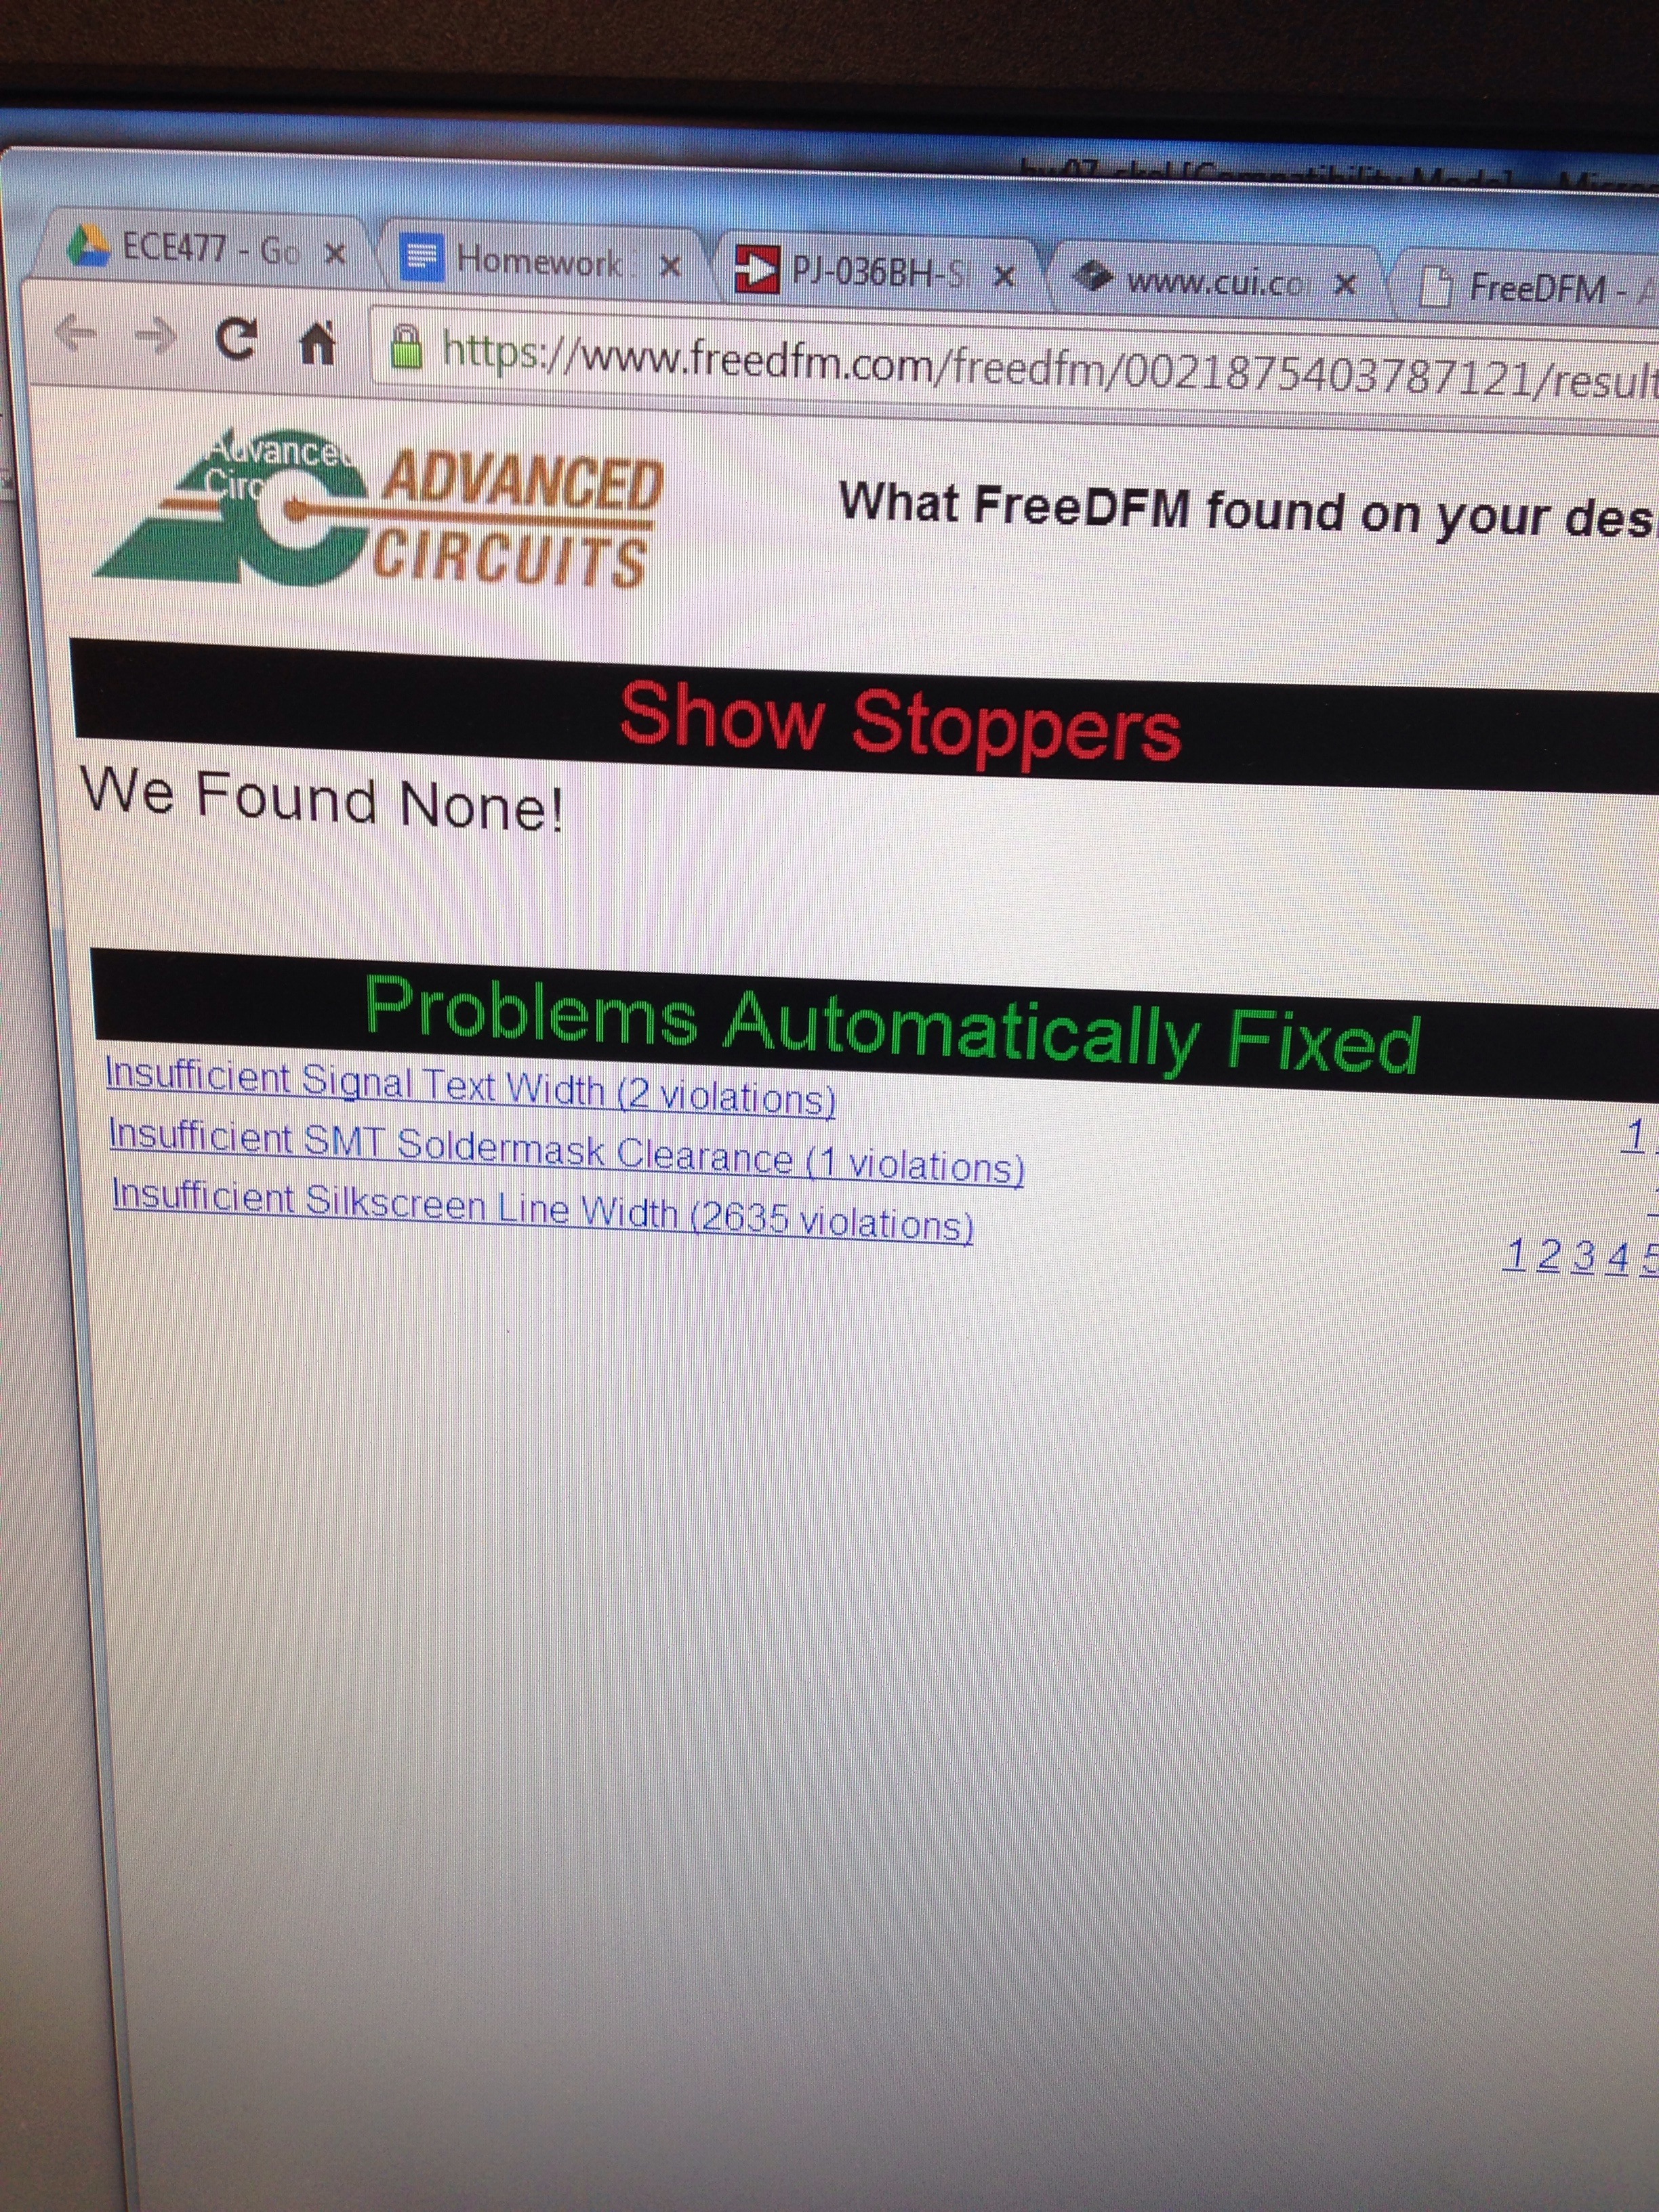 ECE477 - Go
Homework
PJ-036BH-S
www.cui.co
FreeDFM - A
https://www.freedfm.com/freedfm/0021875403787121/result
Advanced
Circ
ADVANCED
CIRCUITS
What FreeDFM found on your des
Show Stoppers
We Found None!
Problems Automatically Fixed
Insufficient Signal Text Width (2 violations)
1
Insufficient SMT Soldermask Clearance (1 violations)
Insufficient Silkscreen Line Width (2635 violations)
1 2 3 4 5